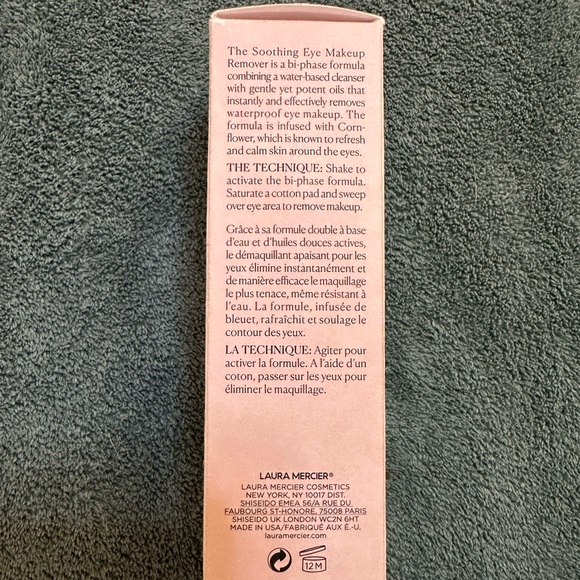 The Soothing Eye Makeup
Remover is a bi-phase formula
combining a water-based cleanser
with gentle yet potent oils that
instantly and effectively removes
waterproof eye makeup. The
formula is infused with Corn-
flower, which is known to refresh
and calm skin around the eyes.
THE TECHNIQUE: Shake to
activate the bi-phase formula.
Saturate a cotton pad and sweep
over eye area to remove makeup.
Grâce à sa formule double à base
d'eau et d'huiles douces actives,
le démaquillant apaisant pour les
yeux élimine instantanément et
de manière efficace le maquillage
le plus tenace, même résistant à
l'eau. La formule, infusée de
bleuet, rafraîchit et soulage le
contour des yeux.
LA TECHNIQUE: Agiter pour
activer la formule. A l'aide d'un
coton, passer sur les yeux pour
éliminer le maquillage.
LAURA MERCIER®
LAURA MERCIER COSMETICS
NEW YORK, NY 10017 DIST.
SHISEIDO EMEA 56/A RUE DU
FAUBOURG ST-HONORE, 75008 PARIS
SHISEIDO UK LONDON WC2N 6HT
MADE IN USA/FABRIQUÉ AUX É.-U.
lauramercier.com
12 M